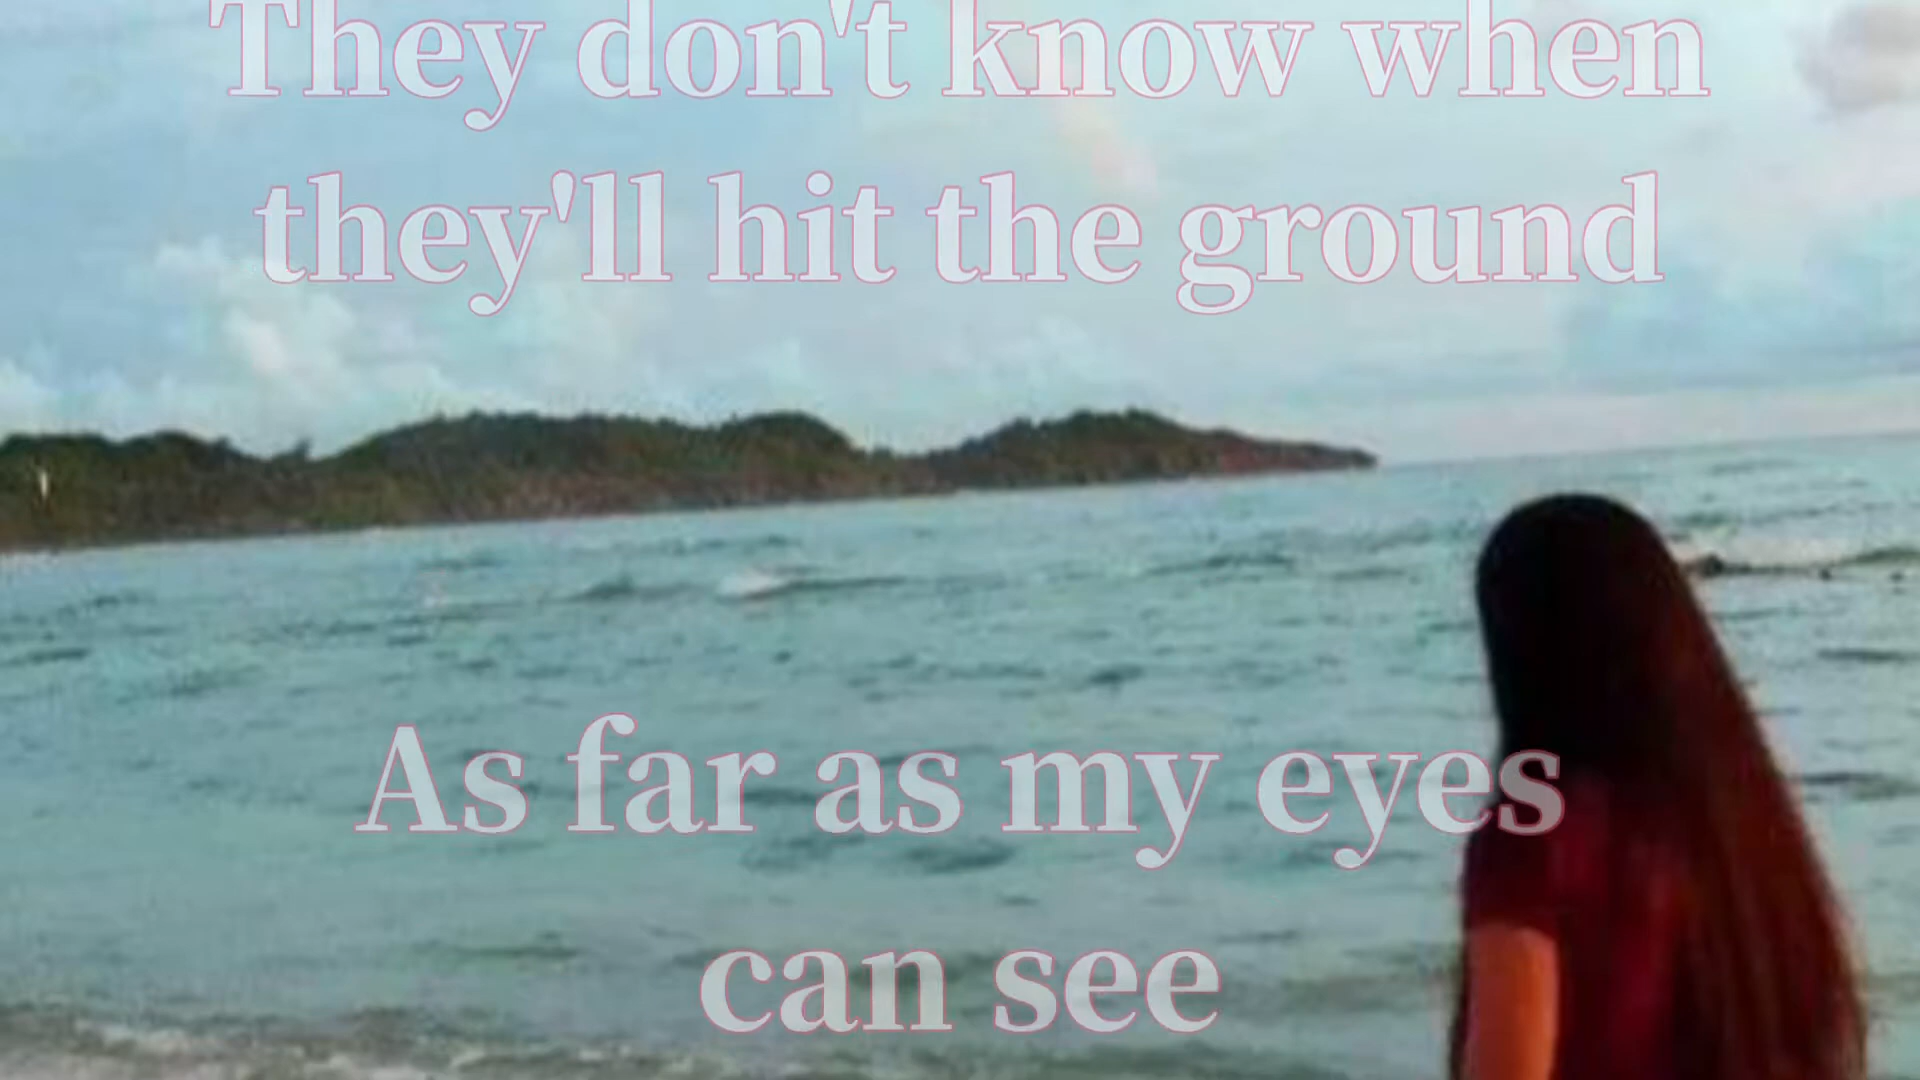 They don't know when
they'll hit the ground
As far as my eyes
can see